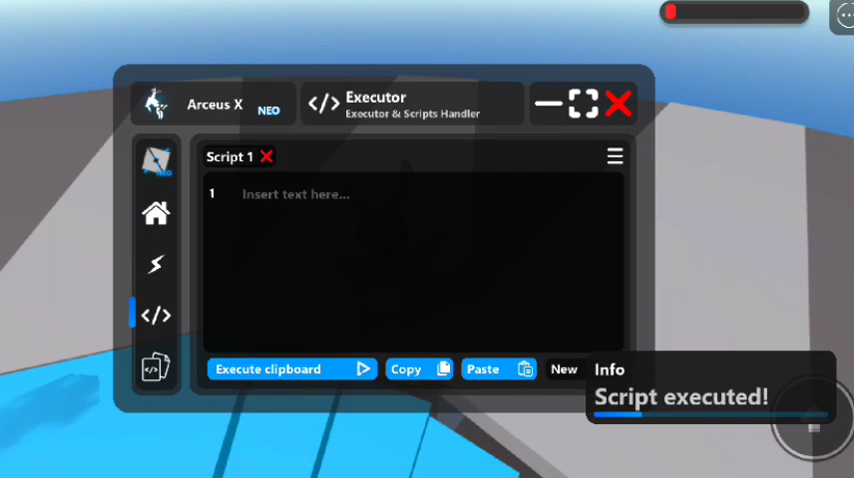 Arceus X NEO
</> Executor
Executor & Scripts Handler
Script 1
1 Insert text here...
Execute clipboard
Copy
Paste
New
Info
Script executed!